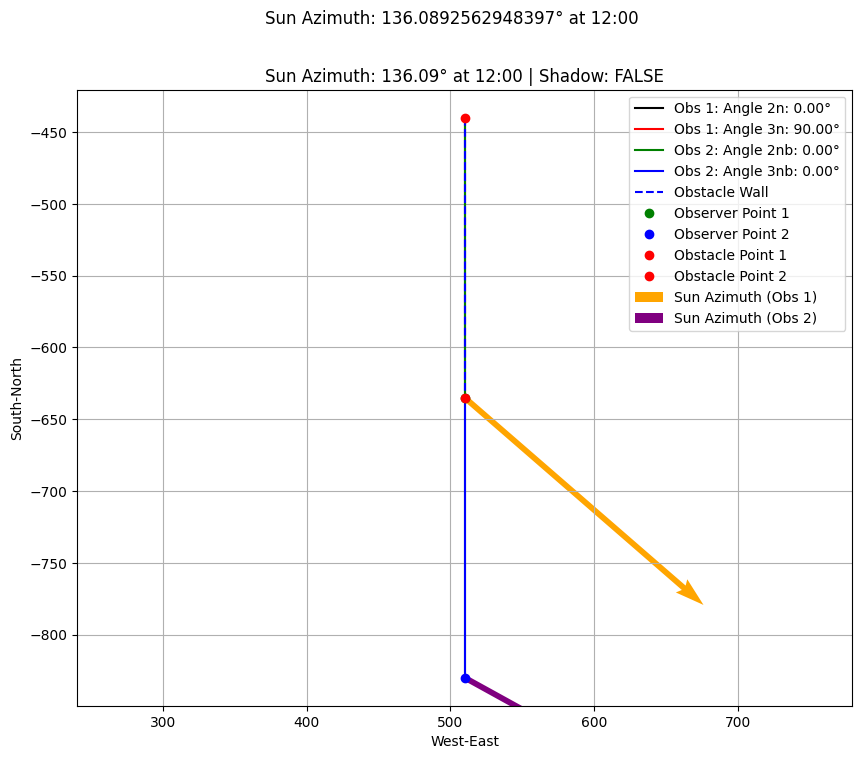 Sun Azimuth: 136.0892562948397° at 12:00
Sun Azimuth: 136.09° at 12:00 | Shadow: FALSE
Obs 1: Angle 2n: 0.00°
Obs 1: Angle 3n: 90.00°
Obs 2: Angle 2nb: 0.00°
Obs 2: Angle 3nb: 0.00°
Obstacle Wall
Observer Point 1
Observer Point 2
Obstacle Point 1
Obstacle Point 2
Sun Azimuth (Obs 1)
Sun Azimuth (Obs 2)
South-North
−450
−500
−550
−600
−650
−700
−750
−800
300 400 500 600 700
West-East